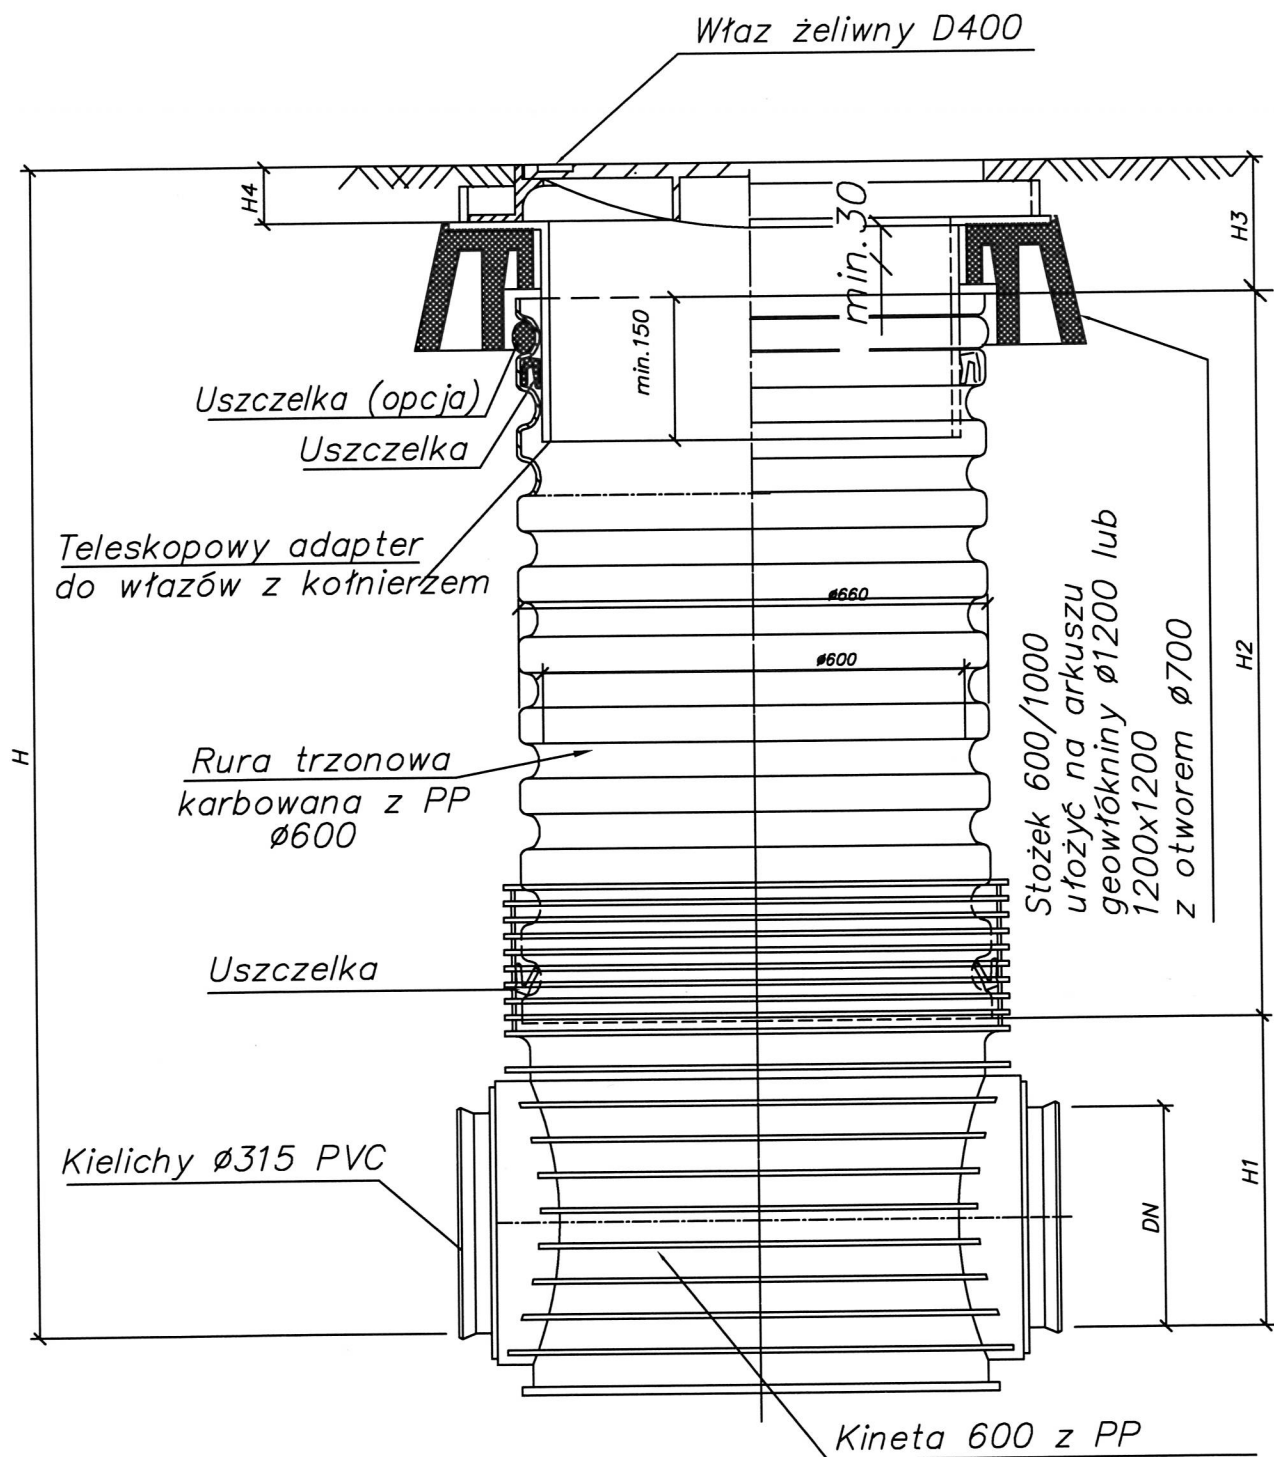 Właz żeliwny D400
H4
H3
min.30
min.150
Uszczelka (opcja)
Uszczelka
Teleskopowy adapter
do włazów z kołnierzem
ø660
ø600
Stożek 600/1000
ułożyć na arkuszu
geowłókniny ø1200 lub
1200x1200
z otworem ø700
H2
H
Rura trzonowa
karbowana z PP
ø600
Uszczelka
Kielichy ø315 PVC
DN
H1
Kineta 600 z PP